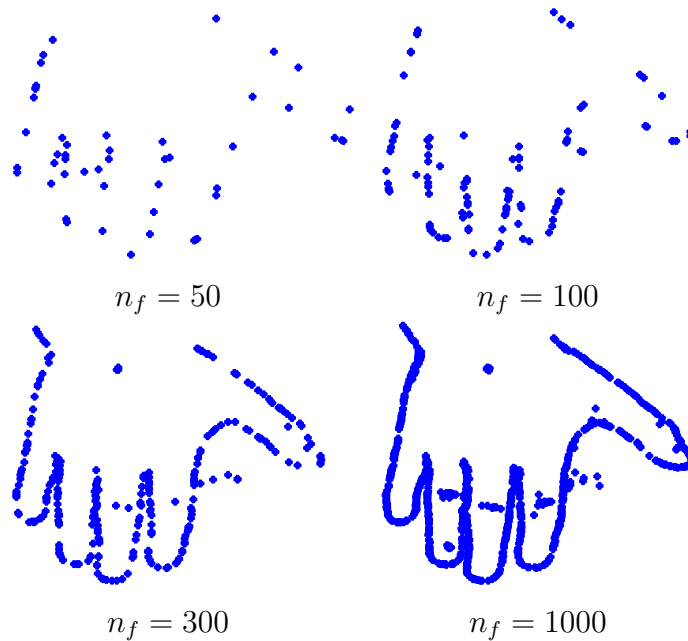 n_f = 50
n_f = 100
n_f = 300
n_f = 1000